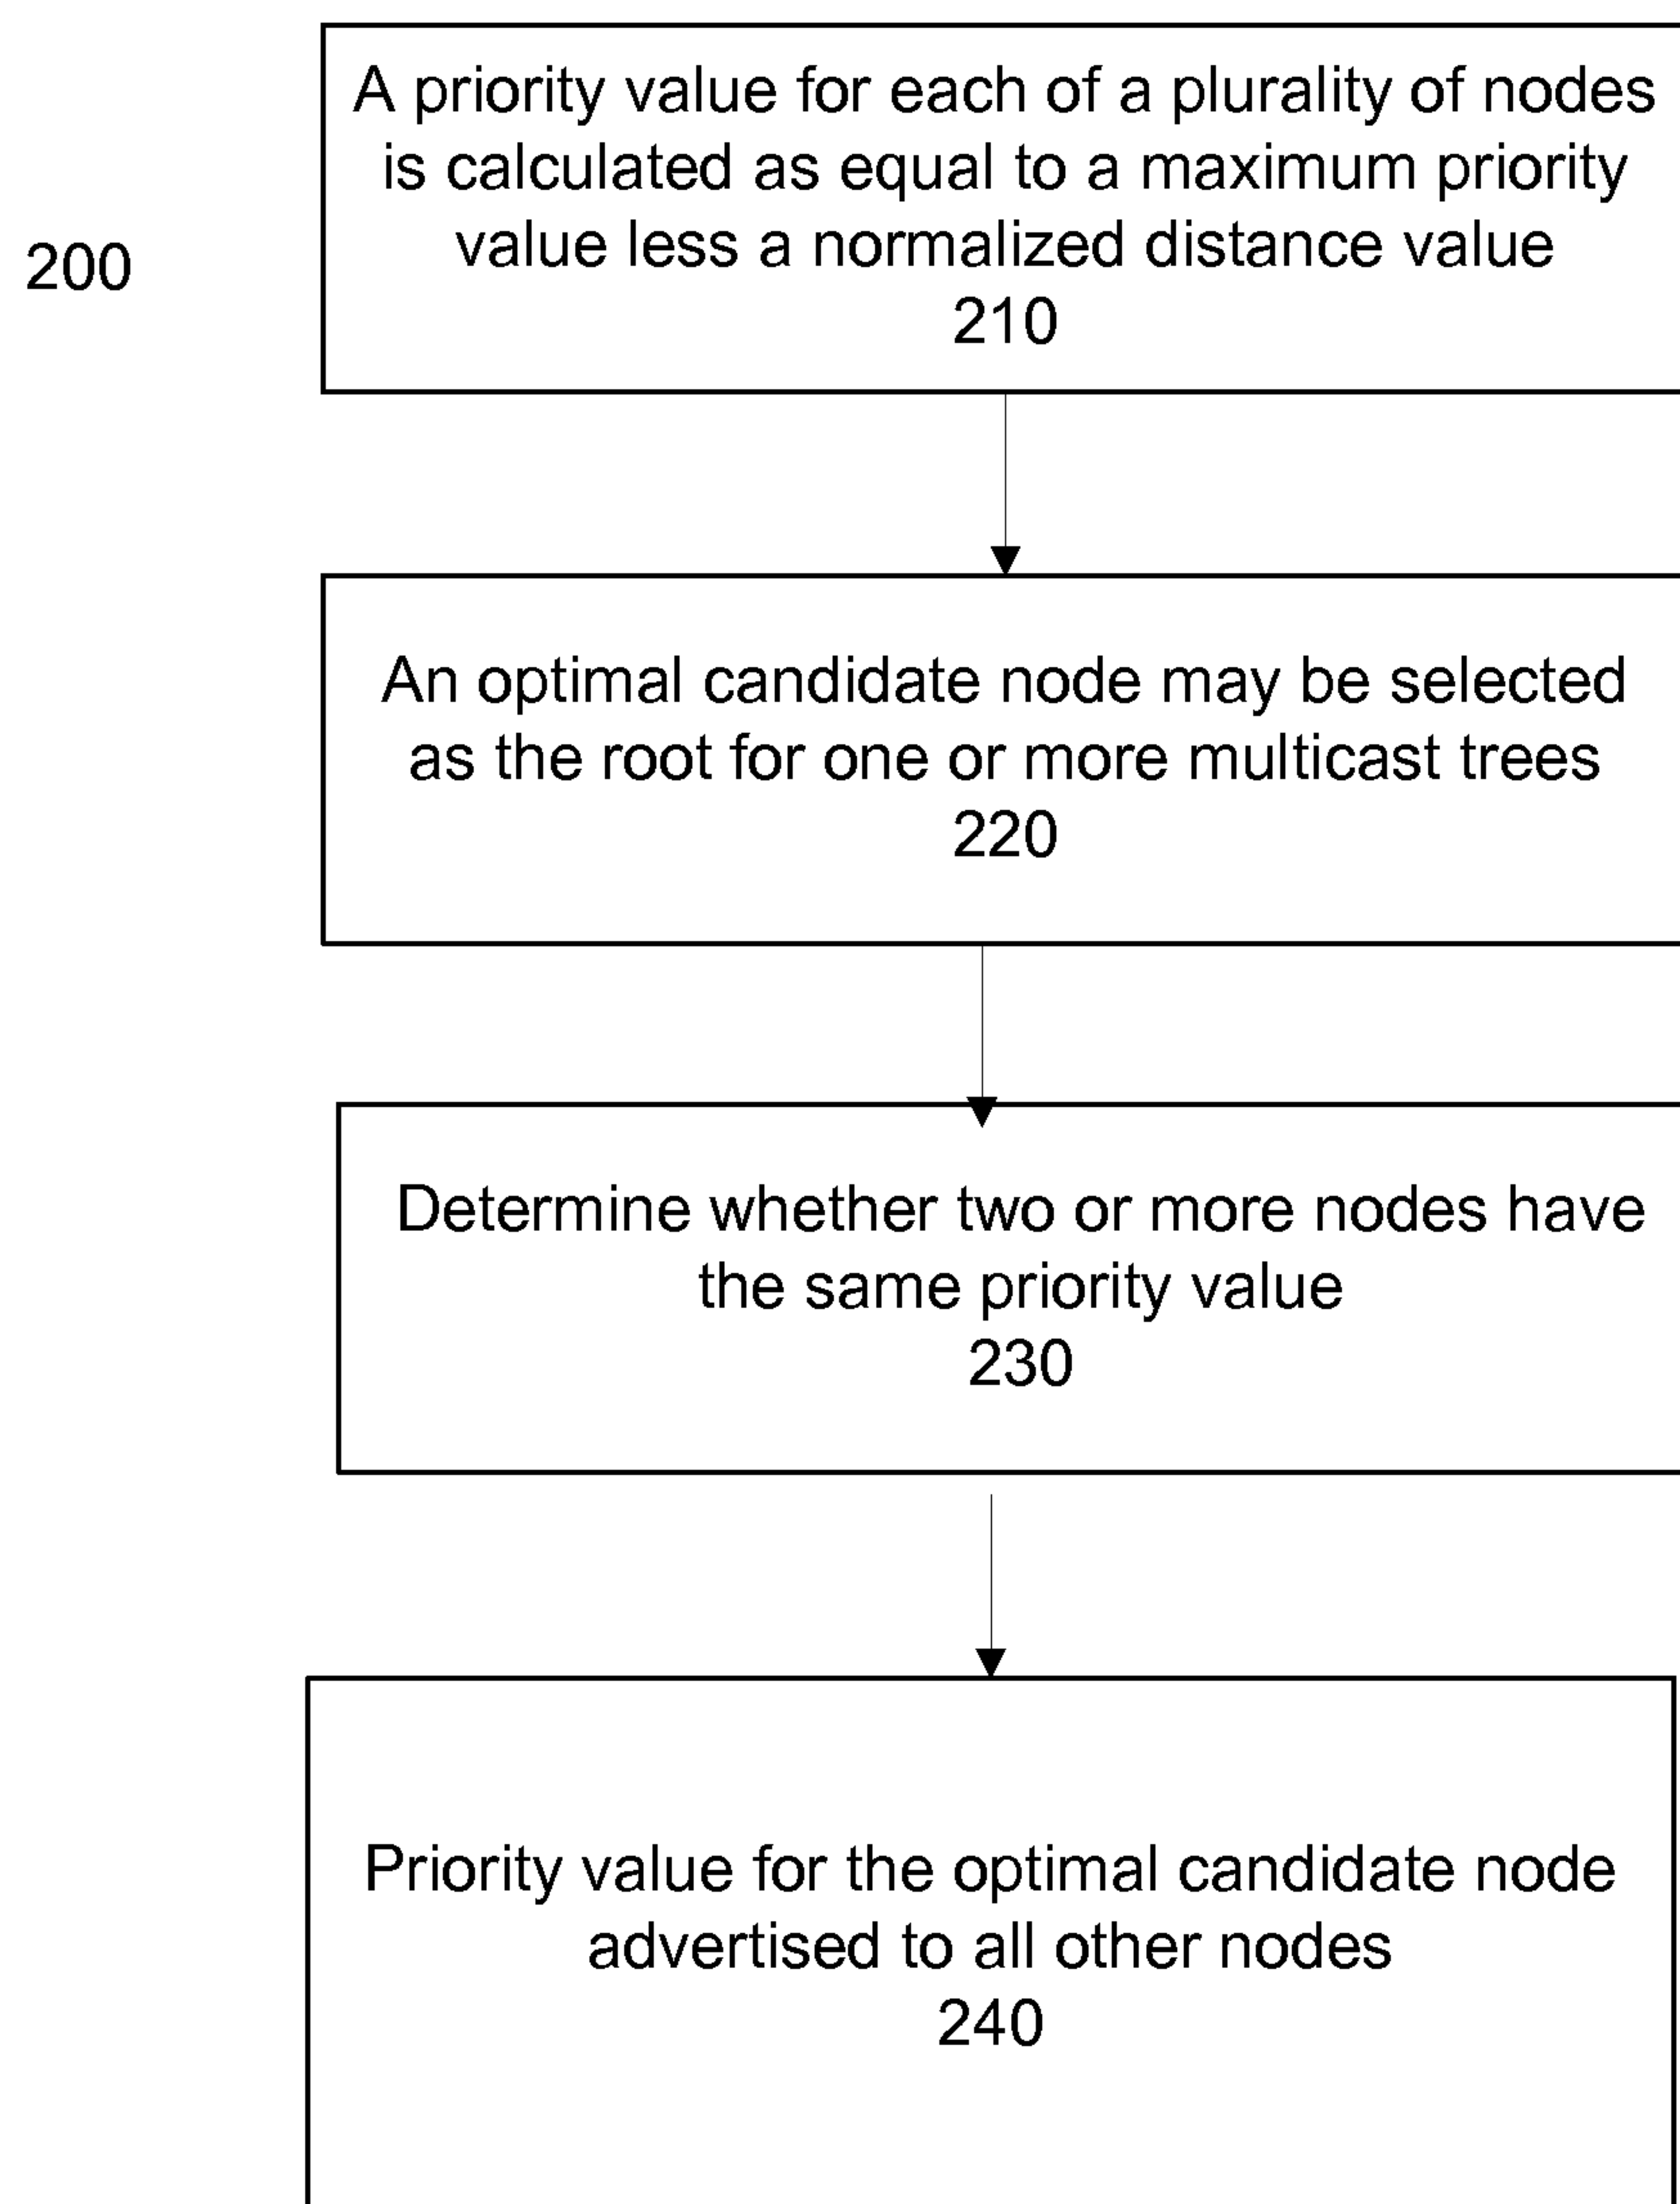 200
A priority value for each of a plurality of nodes
is calculated as equal to a maximum priority
value less a normalized distance value
210
An optimal candidate node may be selected
as the root for one or more multicast trees
220
Determine whether two or more nodes have
the same priority value
230
Priority value for the optimal candidate node
advertised to all other nodes
240